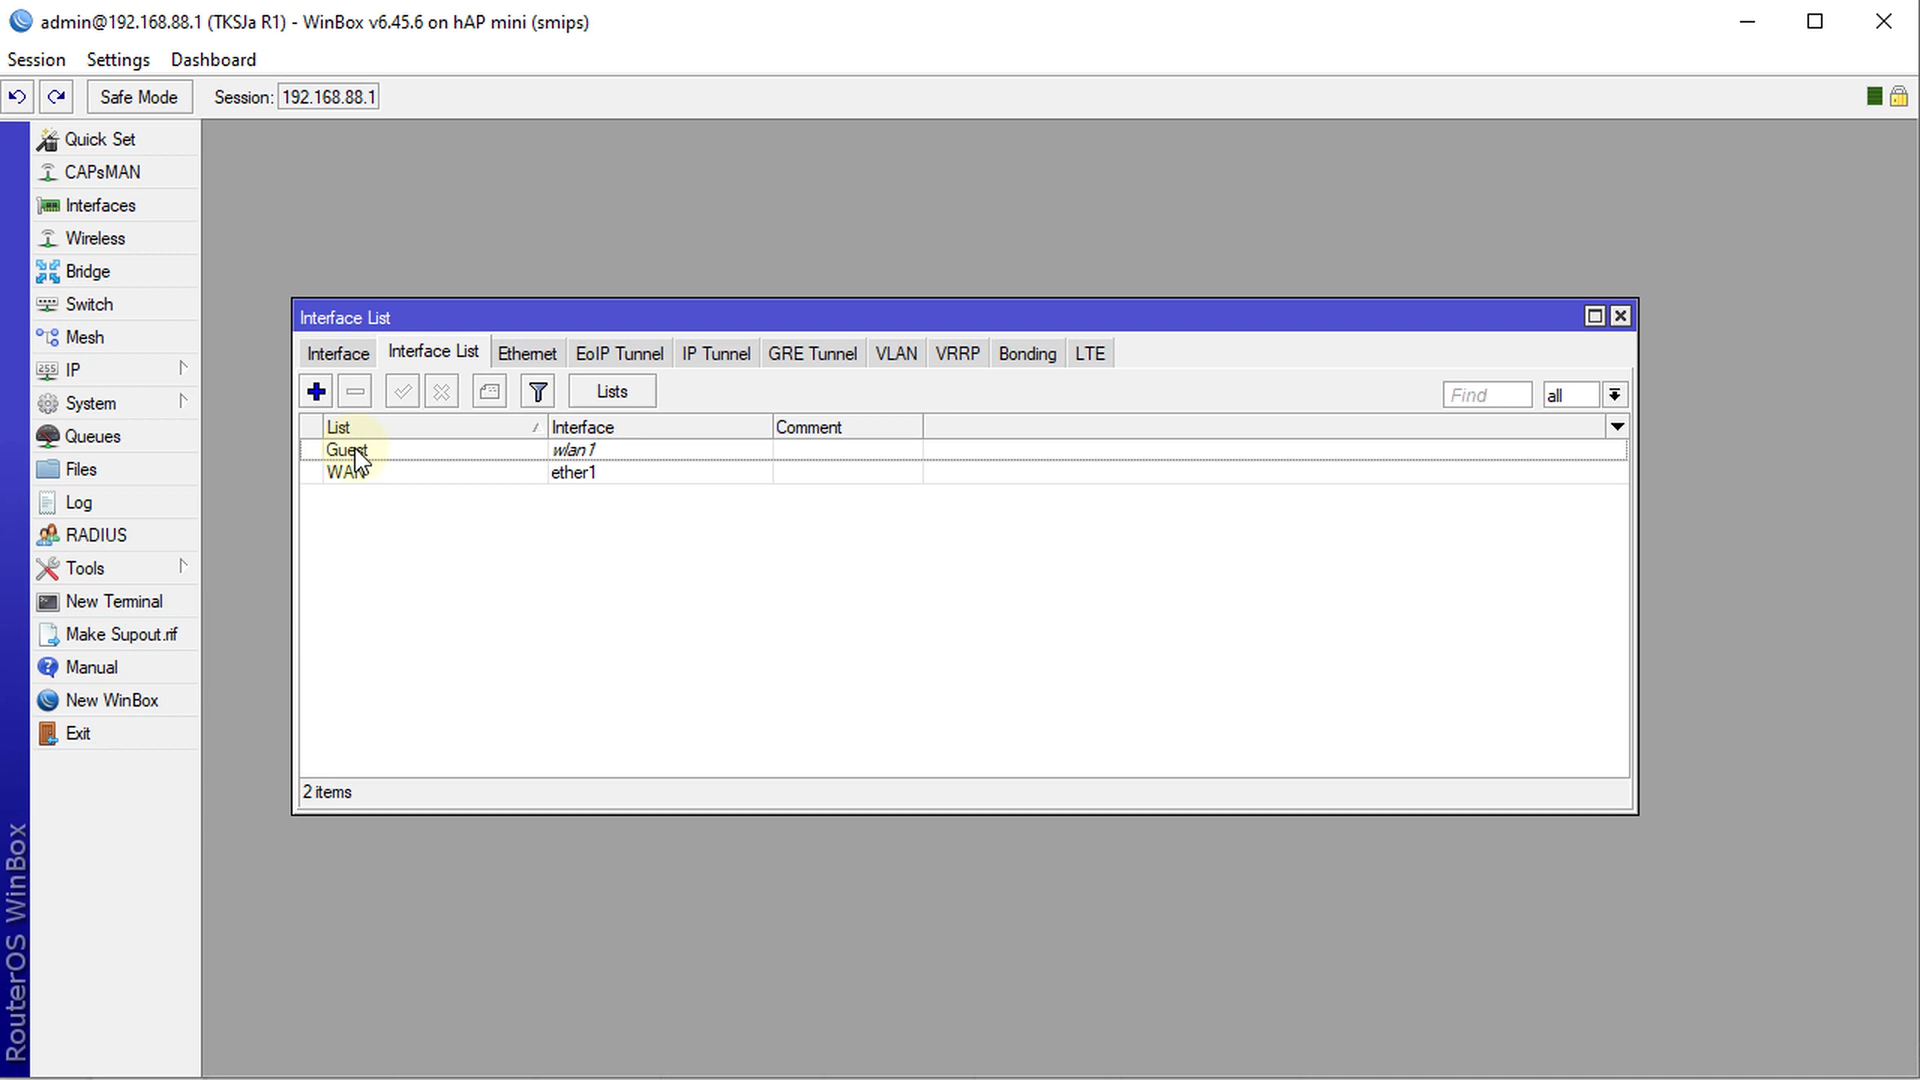 admin@192.168.88.1 (TKSJa R1) - WinBox v6.45.6 on hAP mini (smips)
Session Settings Dashboard
Safe Mode Session: 192.168.88.1
Quick Set
CAPsMAN
Interfaces
Wireless
Bridge
Switch
Mesh
255 IP
System
Queues
Files
Log
RADIUS
Tools
New Terminal
Make Supout.rif
Manual
New WinBox
Exit
RouterOS WinBox
Interface List
Interface Interface List Ethernet EoIP Tunnel IP Tunnel GRE Tunnel VLAN VRRP Bonding LTE
Lists Find all
List Interface Comment
Guest wlan1
WAN ether1
2 items